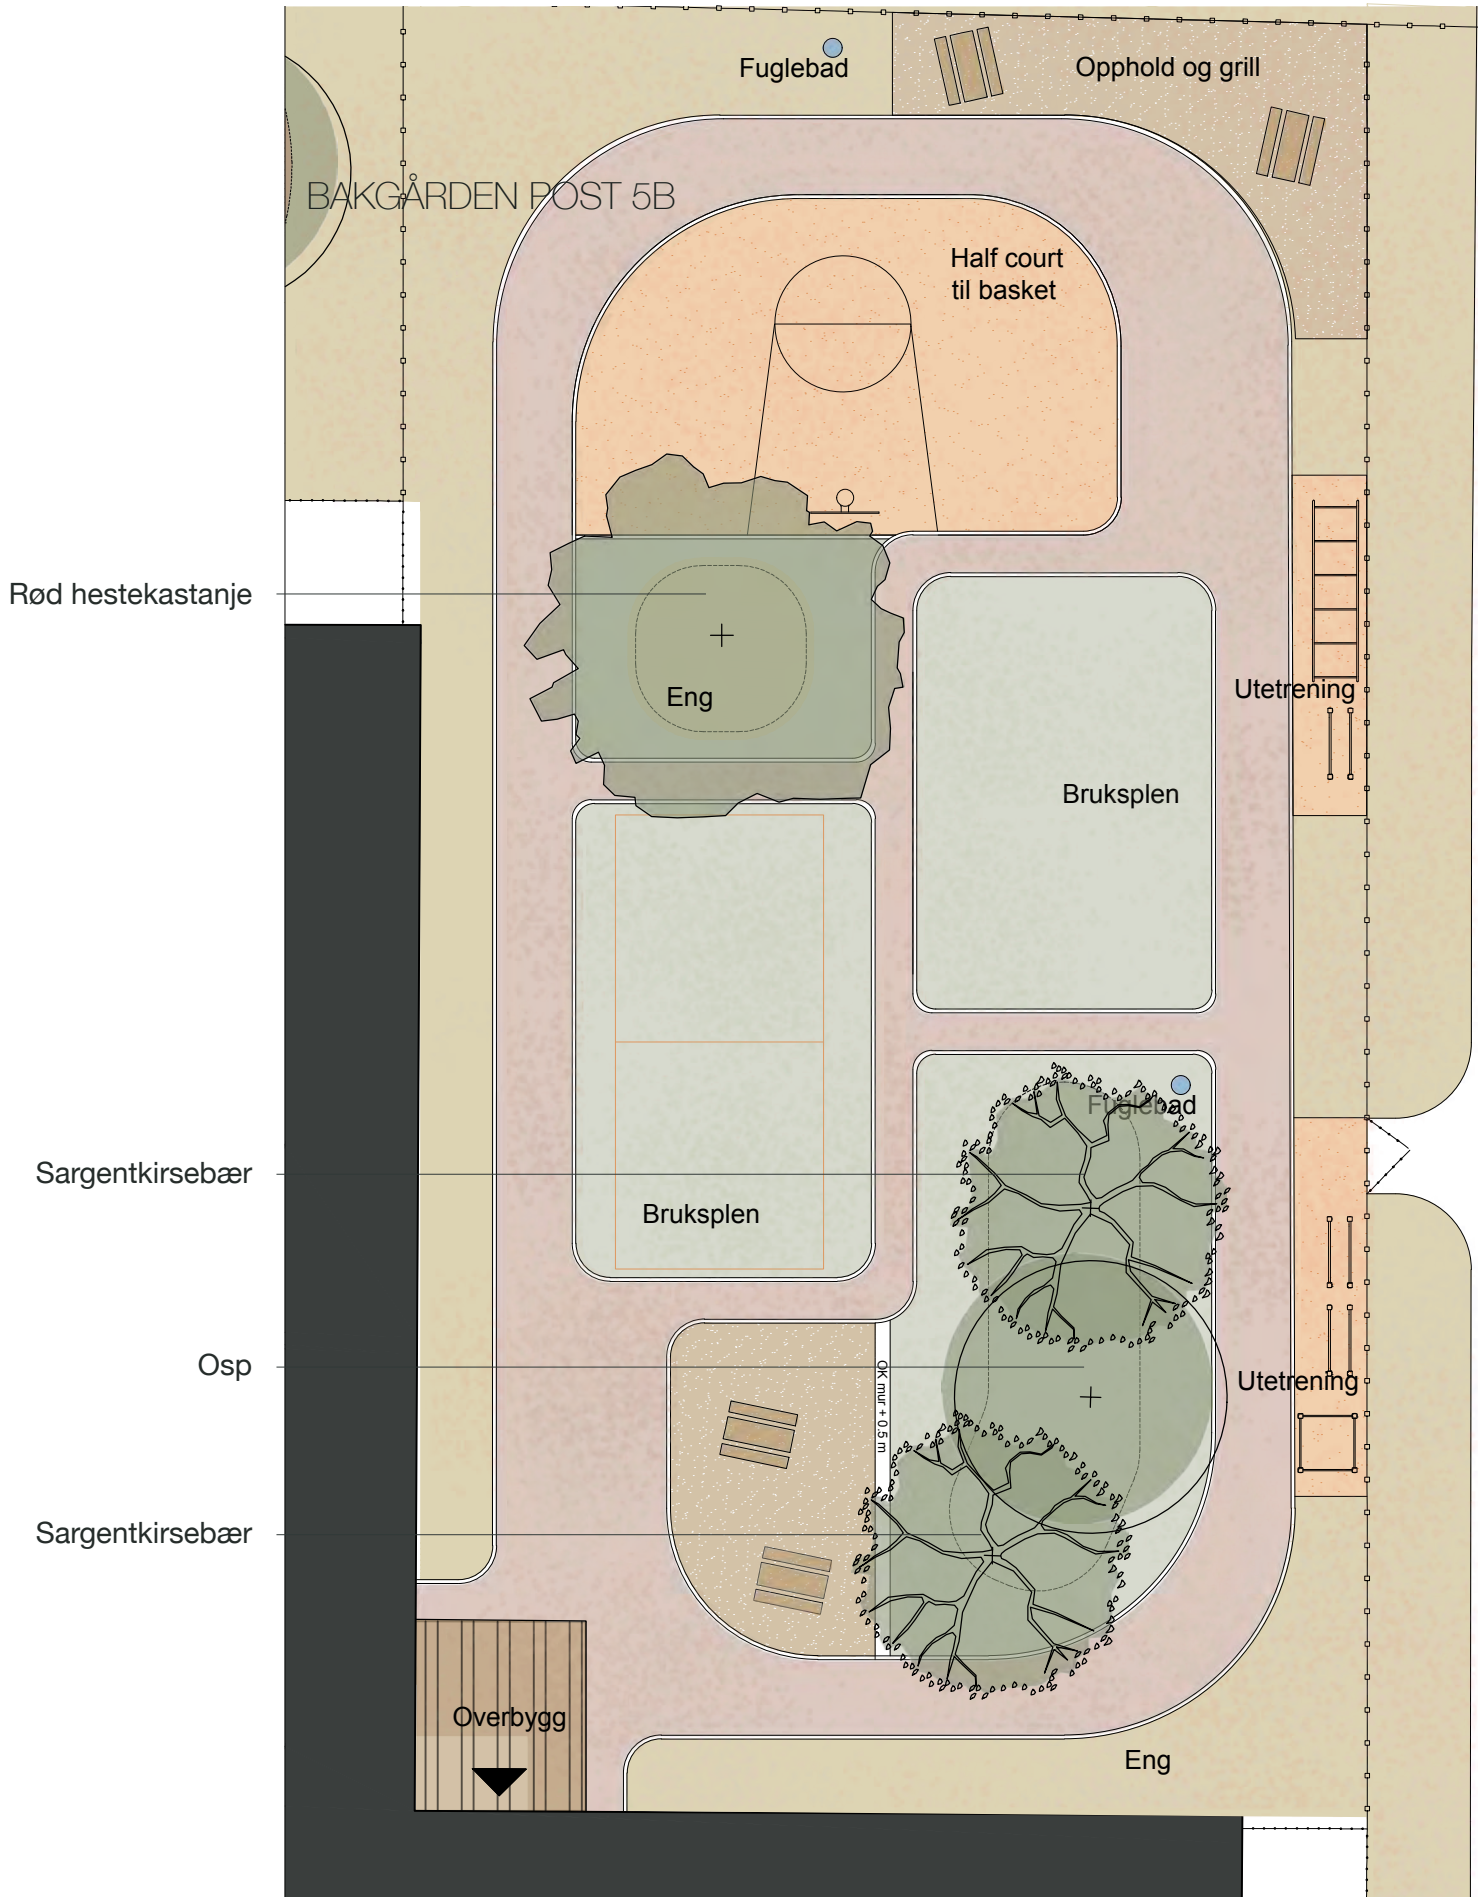 Fuglebad
Opphold og grill
BAKGÅRDEN POST 5B
Half court
til basket
Rød hestekastanje
Eng
Utetrening
Bruksplen
Fuglebad
Sargentkirsebær
Bruksplen
Osp
OK mur + 0.5 m
Utetrening
Sargentkirsebær
Overbygg
Eng